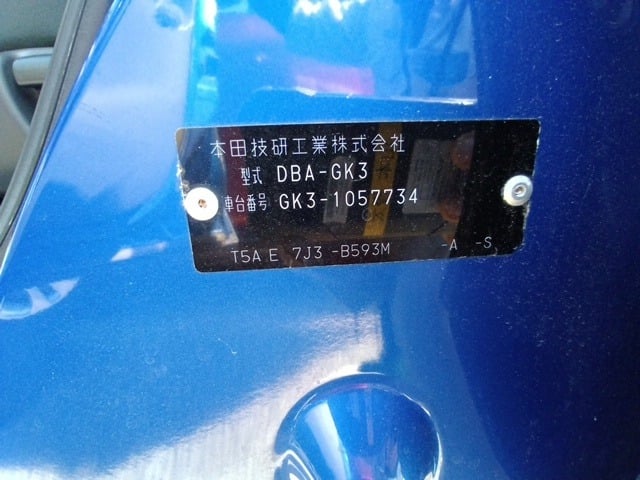 本田技研工業株式会社
型式 DBA-GK3
車台番号 GK3-1057734
T5A E 7J3 -B593M -A -S